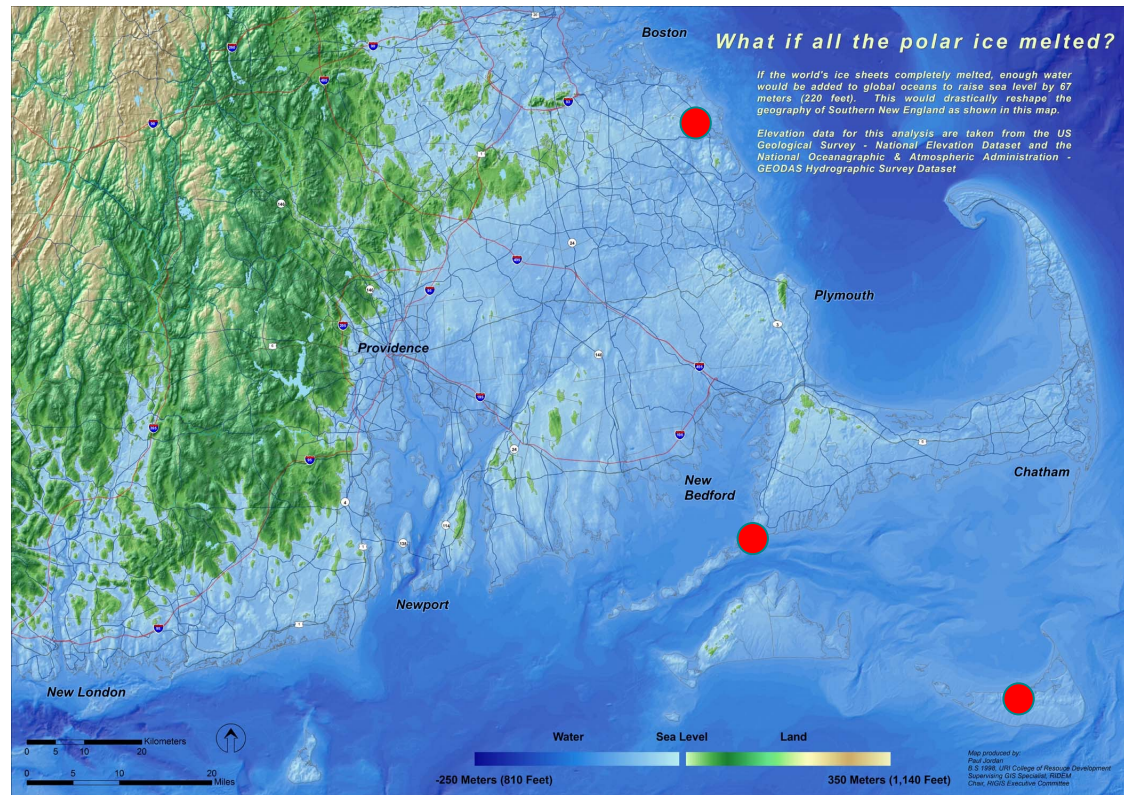 Boston
What if all the polar ice melted?
If the world's ice sheets completely melted, enough water
would be added to global oceans to raise sea level by 67
meters (220 feet). This would drastically reshape the
geography of Southern New England as shown in this map.
Elevation data for this analysis are taken from the US
Geological Survey - National Elevation Dataset and the
National Oceanagraphic & Atmospheric Administration -
GEODAS Hydrographic Survey Dataset
Plymouth
Providence
Chatham
New
Bedford
Newport
New London
Kilometers
0 5 10 20
0 5 10 20
Miles
Water Sea Level Land
-250 Meters (810 Feet) 350 Meters (1,140 Feet)
Map produced by:
Paul Jordan
B.S 1998, URI College of Resouce Development
Supervising GIS Specialist, RIDEM
Chair, RIGIS Executive Committee